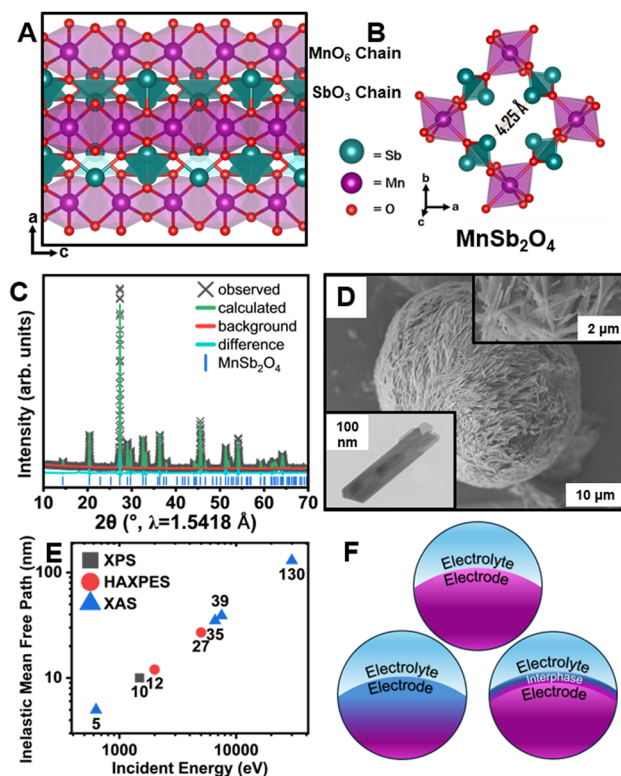 A
MnO6 Chain
SbO3 Chain
a
c
B
4.25 Å
= Sb
= Mn
= O
b
a
c
MnSb2O4
C
observed
calculated
background
difference
MnSb2O4
Intensity (arb. units)
10 20 30 40 50 60 70
2θ (°, λ=1.5418 Å)
D
2 µm
100
nm
10 µm
E
XPS
HAXPES
XAS
Inelastic Mean Free Path (nm)
100
10
5
10
12
27
35
39
130
1000 10000
Incident Energy (eV)
F
Electrolyte
Electrode
Electrolyte
Electrode
Electrolyte
Interphase
Electrode